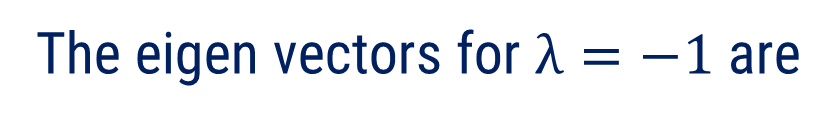 The eigen vectors for λ = −1 are